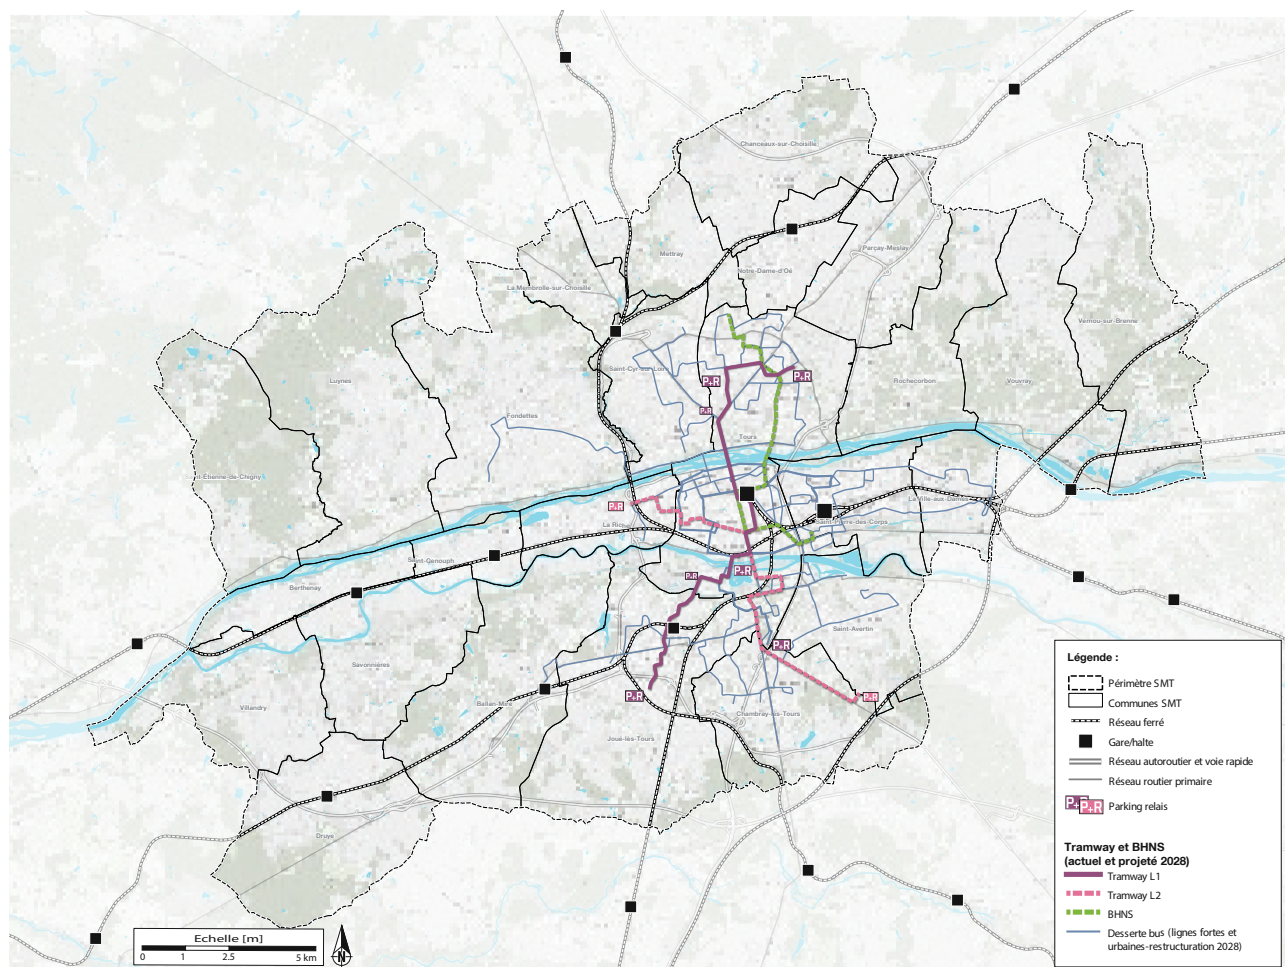 Chanceaux-sur-Choisille
Mettray
Notre-Dame-d'Oé
Parçay-Meslay
La Membrolle-sur-Choisille
Vernou-sur-Brenne
Luynes
Saint-Cyr-sur-Loire
P+R
P+R
Rochecorbon
Vouvray
P+R
Fondettes
Tours
Saint-Étienne-de-Chigny
La Ville-aux-Dames
P+R
La Riche
Saint-Pierre-des-Corps
Saint-Genouph
P+R
P+R
Berthenay
Saint-Avertin
P+R
Savonnières
P+R
P+R
Villandry
Ballan-Miré
Chambray-lès-Tours
Joué-lès-Tours
Druye
Légende :
Périmètre SMT
Communes SMT
Réseau ferré
Gare/halte
Réseau autoroutier et voie rapide
Réseau routier primaire
P+R
Parking relais
Tramway et BHNS
(actuel et projeté 2028)
Tramway L1
Tramway L2
BHNS
Desserte bus (lignes fortes et
urbaines-restructuration 2028)
Echelle [m]
0 1 2.5 5 km
N